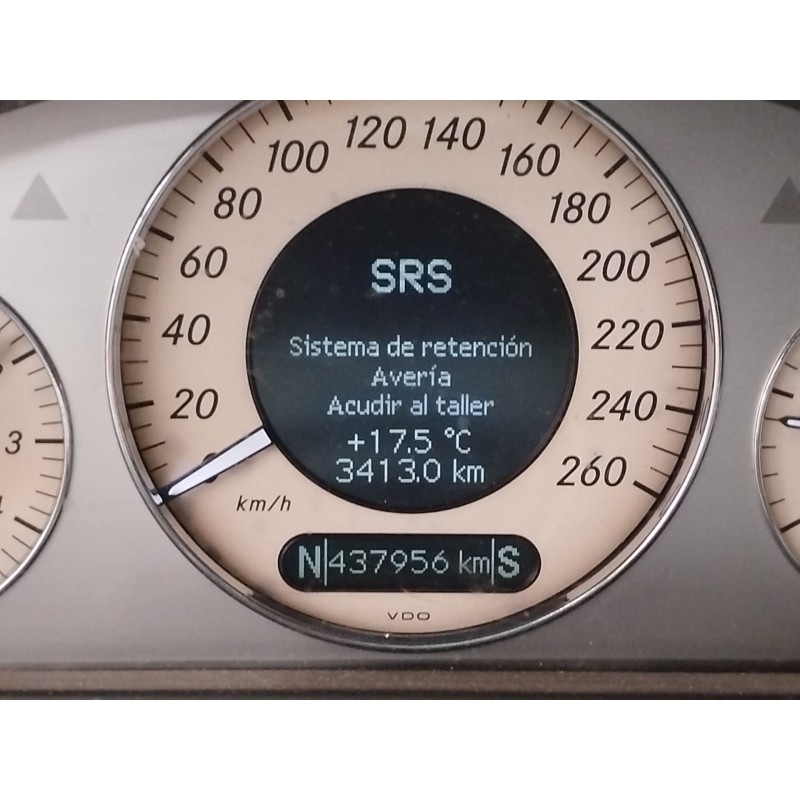 120 140
100 160
80 180
60 200
40 220
20 240
260
km/h
SRS
Sistema de retención
Avería
Acudir al taller
+17.5 °C
3413.0 km
N 437956 km S
VDO
3